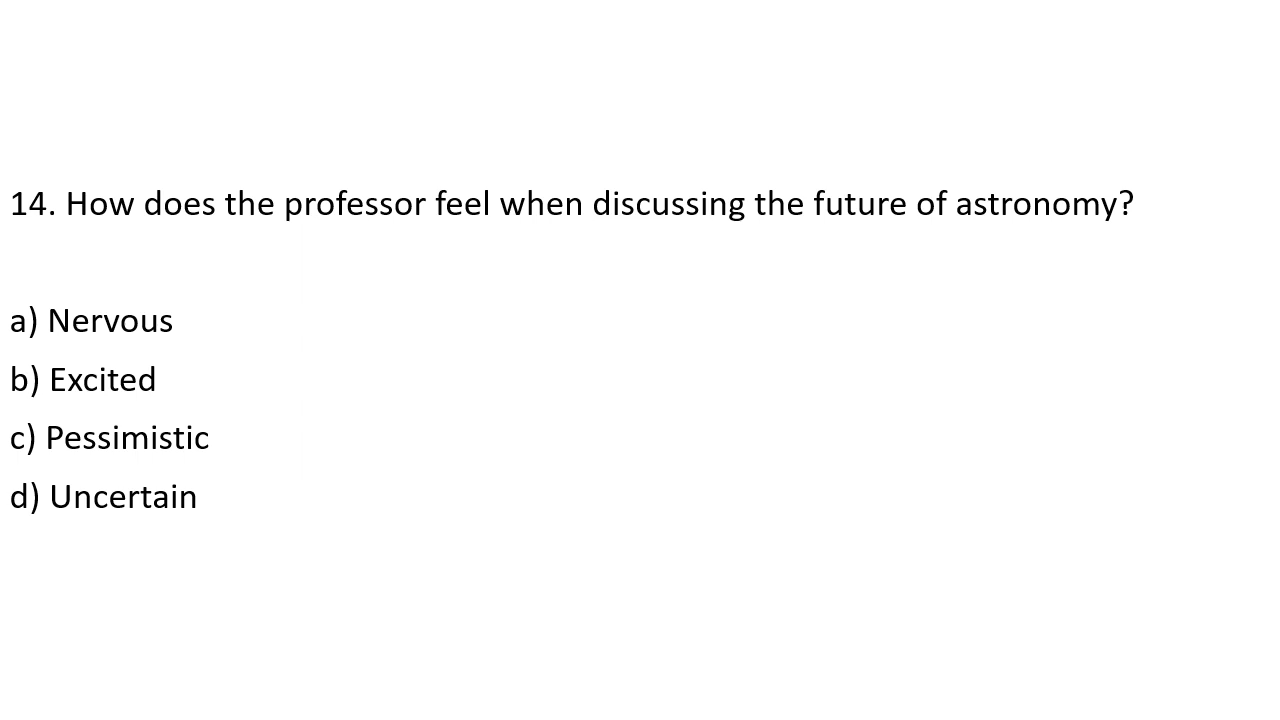 14. How does the professor feel when discussing the future of astronomy?
a) Nervous
b) Excited
c) Pessimistic
d) Uncertain